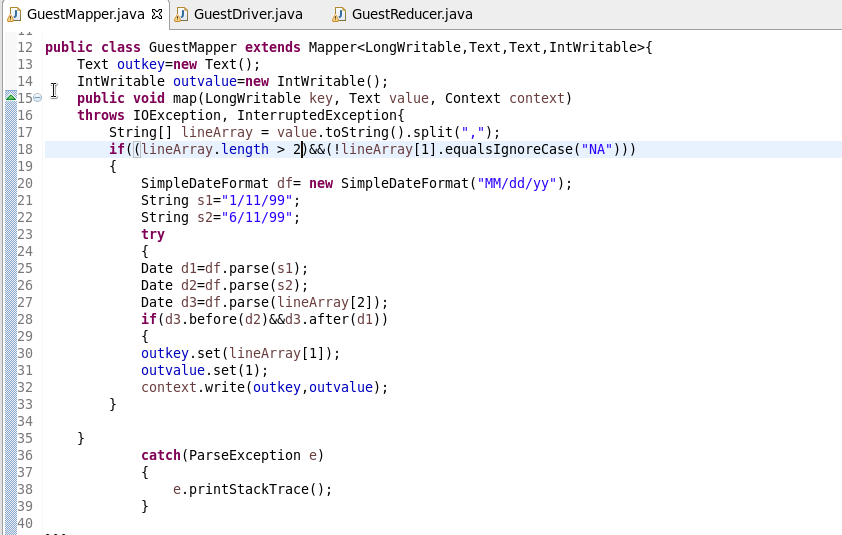 GuestMapper.java GuestDriver.java GuestReducer.java
11
12 public class GuestMapper extends Mapper<LongWritable,Text,Text,IntWritable>{
13     Text outkey=new Text();
14     IntWritable outvalue=new IntWritable();
15     public void map(LongWritable key, Text value, Context context)
16     throws IOException, InterruptedException{
17         String[] lineArray = value.toString().split(",");
18         if((lineArray.length > 2)&&(!lineArray[1].equalsIgnoreCase("NA")))
19         {
20             SimpleDateFormat df= new SimpleDateFormat("MM/dd/yy");
21             String s1="1/11/99";
22             String s2="6/11/99";
23             try
24             {
25             Date d1=df.parse(s1);
26             Date d2=df.parse(s2);
27             Date d3=df.parse(lineArray[2]);
28             if(d3.before(d2)&&d3.after(d1))
29             {
30             outkey.set(lineArray[1]);
31             outvalue.set(1);
32             context.write(outkey,outvalue);
33         }
34
35     }
36             catch(ParseException e)
37             {
38                 e.printStackTrace();
39             }
40